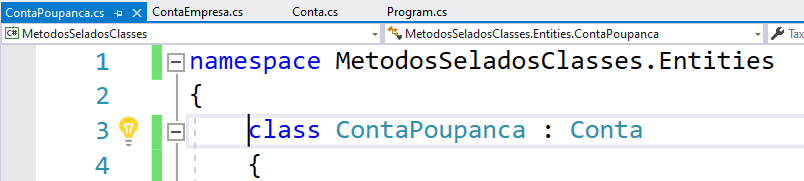 ContaPoupanca.cs ContaEmpresa.cs Conta.cs Program.cs
C# MetodosSeladosClasses MetodosSeladosClasses.Entities.ContaPoupanca Tax
1 namespace MetodosSeladosClasses.Entities
2 {
3 class ContaPoupanca : Conta
4 {